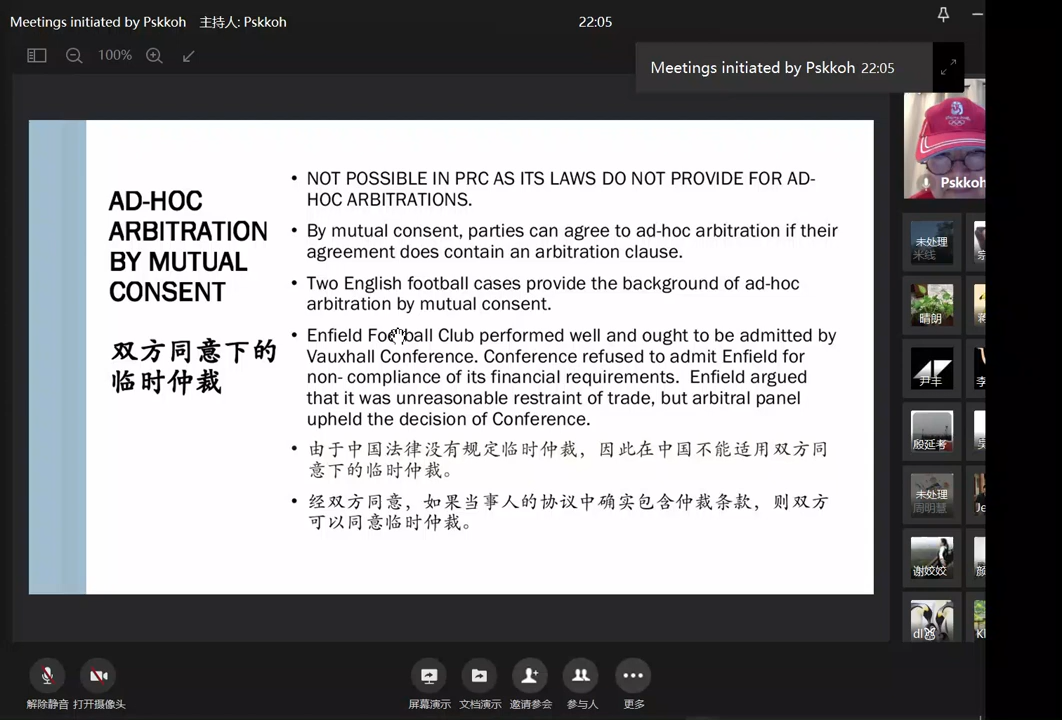 Meetings initiated by Pskkoh 主持人: Pskkoh
22:05
100%
Meetings initiated by Pskkoh 22:05
Pskkoh
AD-HOC
ARBITRATION
BY MUTUAL
CONSENT
双方同意下的
临时仲裁
• NOT POSSIBLE IN PRC AS ITS LAWS DO NOT PROVIDE FOR AD-
HOC ARBITRATIONS.
• By mutual consent, parties can agree to ad-hoc arbitration if their
agreement does contain an arbitration clause.
• Two English football cases provide the background of ad-hoc
arbitration by mutual consent.
• Enfield Football Club performed well and ought to be admitted by
Vauxhall Conference. Conference refused to admit Enfield for
non- compliance of its financial requirements. Enfield argued
that it was unreasonable restraint of trade, but arbitral panel
upheld the decision of Conference.
• 由于中国法律没有规定临时仲裁，因此在中国不能适用双方同
意下的临时仲裁。
• 经双方同意，如果当事人的协议中确实包含仲裁条款，则双方
可以同意临时仲裁。
未处理
米线
晴朗
尹丰
殷延考
未处理
周明慧
谢姣姣
解除静音
打开摄像头
屏幕演示
文档演示
邀请参会
参与人
更多